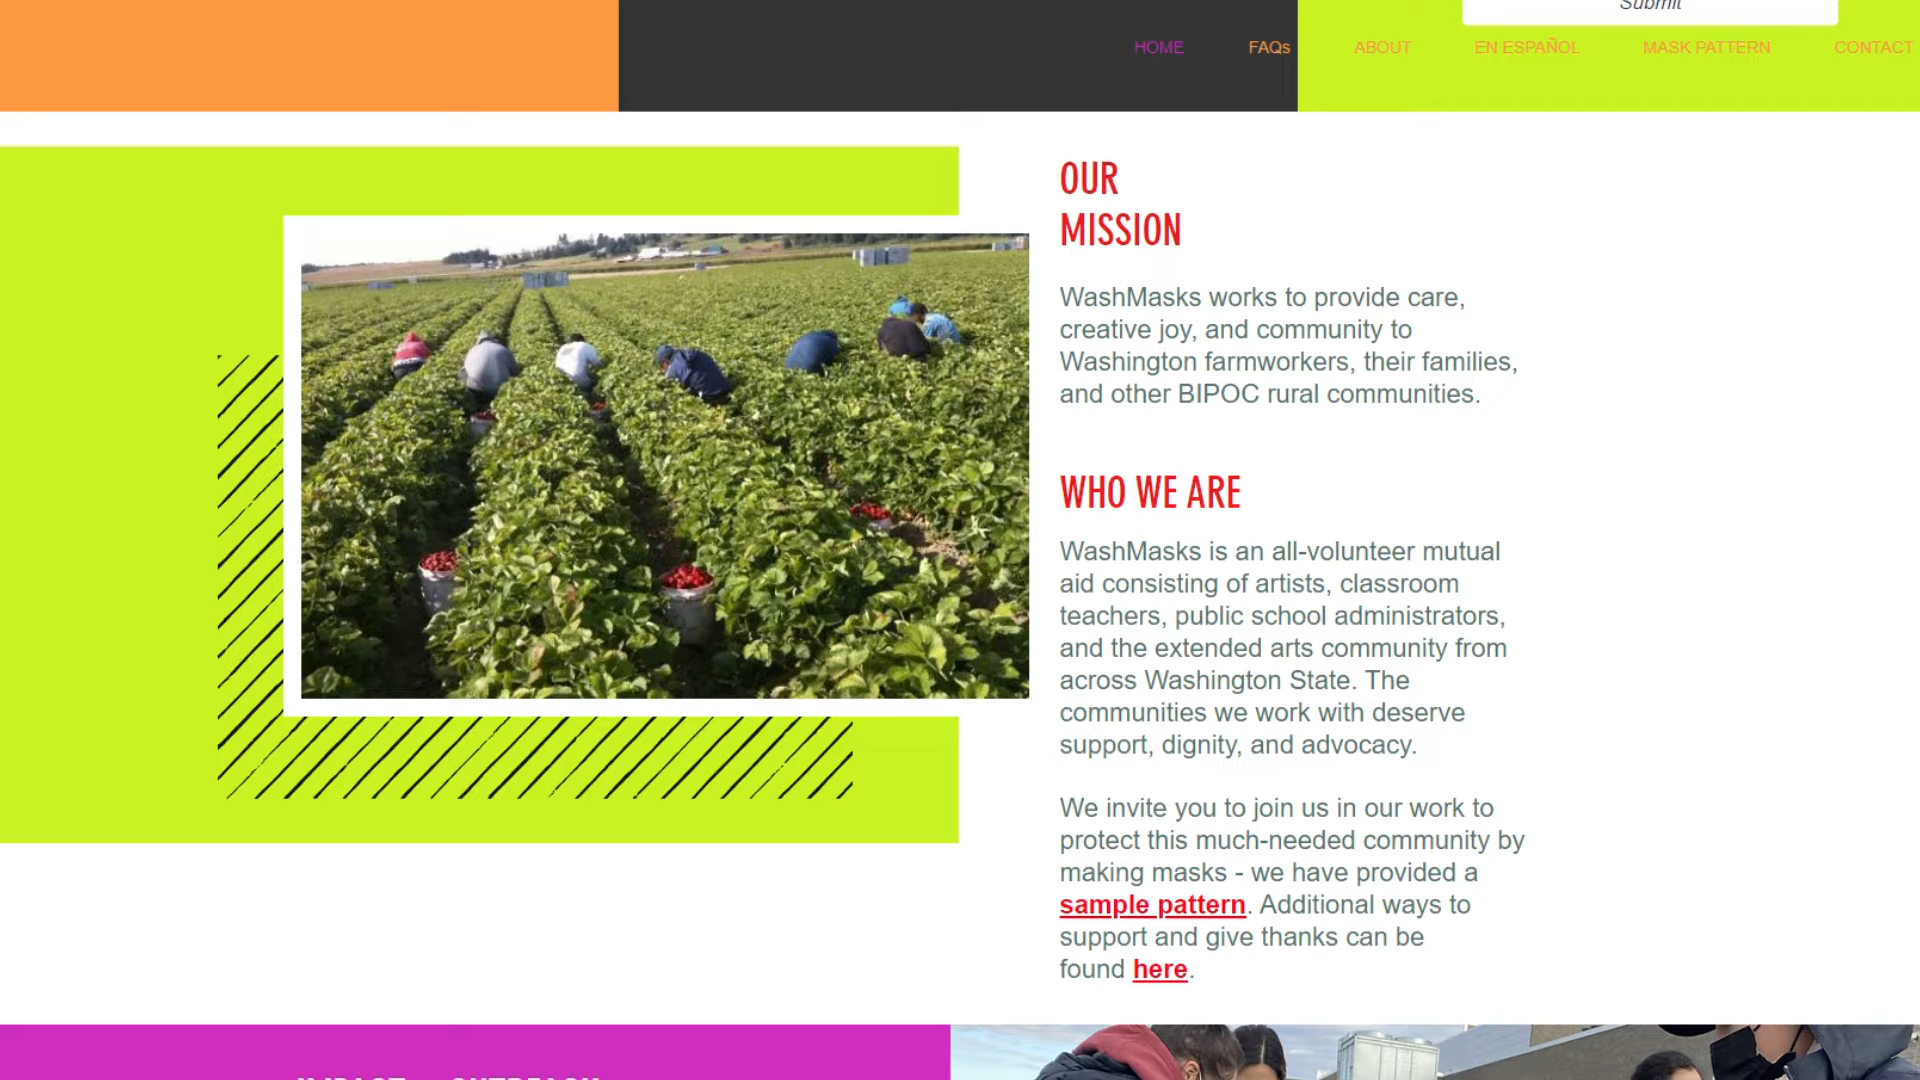 Submit
HOME FAQs ABOUT EN ESPAÑOL MASK PATTERN CONTACT
OUR
MISSION
WashMasks works to provide care,
creative joy, and community to
Washington farmworkers, their families,
and other BIPOC rural communities.
WHO WE ARE
WashMasks is an all-volunteer mutual
aid consisting of artists, classroom
teachers, public school administrators,
and the extended arts community from
across Washington State. The
communities we work with deserve
support, dignity, and advocacy.
We invite you to join us in our work to
protect this much-needed community by
making masks - we have provided a
sample pattern. Additional ways to
support and give thanks can be
found here.